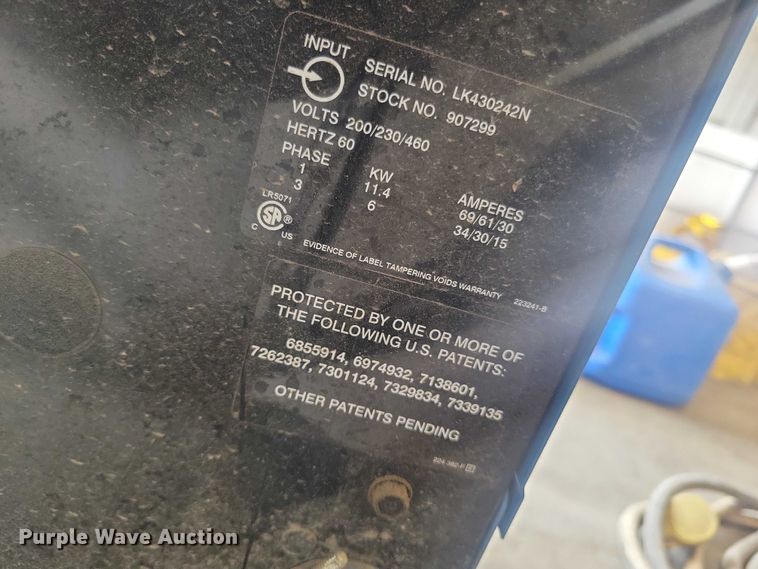 INPUT
SERIAL NO. LK430242N
STOCK NO. 907299
VOLTS 200/230/460
HERTZ 60
PHASE KW AMPERES
1 11.4 69/61/30
3 6 34/30/15
LR5071
SA ®
C US
EVIDENCE OF LABEL TAMPERING VOIDS WARRANTY 223241-B
PROTECTED BY ONE OR MORE OF
THE FOLLOWING U.S. PATENTS:
6855914, 6974932, 7138601,
7262387, 7301124, 7329834, 7339135
OTHER PATENTS PENDING
224 382-F
Purple Wave Auction